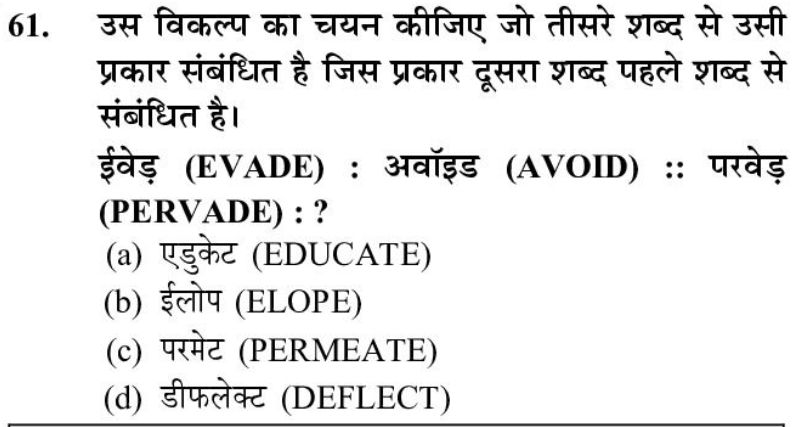 61. उस विकल्प का चयन कीजिए जो तीसरे शब्द से उसी
प्रकार संबंधित है जिस प्रकार दूसरा शब्द पहले शब्द से
संबंधित है।
ईवेड़ (EVADE) : अवॉइड (AVOID) :: परवेड़
(PERVADE) : ?
(a) एडुकेट (EDUCATE)
(b) ईलोप (ELOPE)
(c) परमेट (PERMEATE)
(d) डीफलेक्ट (DEFLECT)